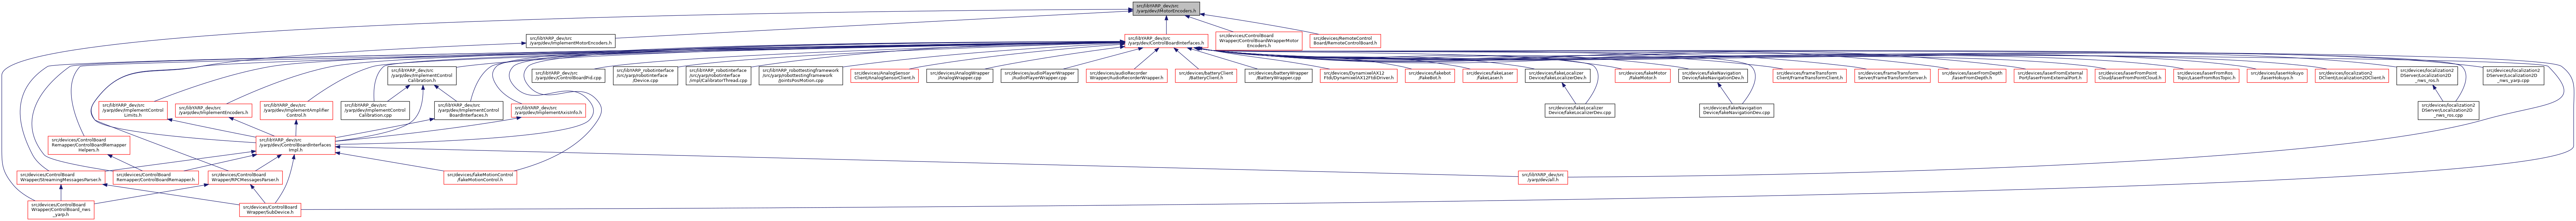 src/libYARP_dev/src
/yarp/dev/IMotorEncoders.h
src/libYARP_dev/src
/yarp/dev/ImplementMotorEncoders.h
src/libYARP_dev/src
/yarp/dev/ControlBoardInterfaces.h
src/devices/ControlBoard
Wrapper/ControlBoardWrapperMotor
Encoders.h
src/devices/RemoteControl
Board/RemoteControlBoard.h
src/libYARP_dev/src
/yarp/dev/ImplementControl
Calibration.h
src/libYARP_dev/src
/yarp/dev/ControlBoardPid.cpp
src/libYARP_robotinterface
/src/yarp/robotinterface
/Device.cpp
src/libYARP_robotinterface
/src/yarp/robotinterface
/impl/CalibratorThread.cpp
src/libYARP_robottestingframework
/src/yarp/robottestingframework
/JointsPosMotion.cpp
src/devices/AnalogSensor
Client/AnalogSensorClient.h
src/devices/AnalogWrapper
/AnalogWrapper.cpp
src/devices/audioPlayerWrapper
/AudioPlayerWrapper.cpp
src/devices/audioRecorder
Wrapper/AudioRecorderWrapper.h
src/devices/batteryClient
/BatteryClient.h
src/devices/batteryWrapper
/BatteryWrapper.cpp
src/devices/DynamixelAX12
Ftdi/DynamixelAX12FtdiDriver.h
src/devices/fakebot
/fakeBot.h
src/devices/fakeLaser
/fakeLaser.h
src/devices/fakeLocalizer
Device/fakeLocalizerDev.h
src/devices/fakeMotor
/fakeMotor.h
src/devices/fakeNavigation
Device/fakeNavigationDev.h
src/devices/frameTransform
Client/FrameTransformClient.h
src/devices/frameTransform
Server/FrameTransformServer.h
src/devices/laserFromDepth
/laserFromDepth.h
src/devices/laserFromExternal
Port/laserFromExternalPort.h
src/devices/laserFromPoint
Cloud/laserFromPointCloud.h
src/devices/laserFromRos
Topic/LaserFromRosTopic.h
src/devices/laserHokuyo
/laserHokuyo.h
src/devices/localization2
DClient/Localization2DClient.h
src/devices/localization2
DServer/Localization2D
_nws_ros.h
src/devices/localization2
DServer/Localization2D
_nws_yarp.cpp
src/libYARP_dev/src
/yarp/dev/ImplementControl
Limits.h
src/libYARP_dev/src
/yarp/dev/ImplementEncoders.h
src/libYARP_dev/src
/yarp/dev/ImplementAmplifier
Control.h
src/libYARP_dev/src
/yarp/dev/ImplementControl
Calibration.cpp
src/libYARP_dev/src
/yarp/dev/ImplementControl
BoardInterfaces.h
src/libYARP_dev/src
/yarp/dev/ImplementAxisInfo.h
src/devices/fakeLocalizer
Device/fakeLocalizerDev.cpp
src/devices/fakeNavigation
Device/fakeNavigationDev.cpp
src/devices/localization2
DServer/Localization2D
_nws_ros.cpp
src/devices/ControlBoard
Remapper/ControlBoardRemapper
Helpers.h
src/libYARP_dev/src
/yarp/dev/ControlBoardInterfaces
Impl.h
src/devices/ControlBoard
Wrapper/StreamingMessagesParser.h
src/devices/ControlBoard
Remapper/ControlBoardRemapper.h
src/devices/ControlBoard
Wrapper/RPCMessagesParser.h
src/devices/fakeMotionControl
/fakeMotionControl.h
src/libYARP_dev/src
/yarp/dev/all.h
src/devices/ControlBoard
Wrapper/ControlBoard_nws
_yarp.h
src/devices/ControlBoard
Wrapper/SubDevice.h